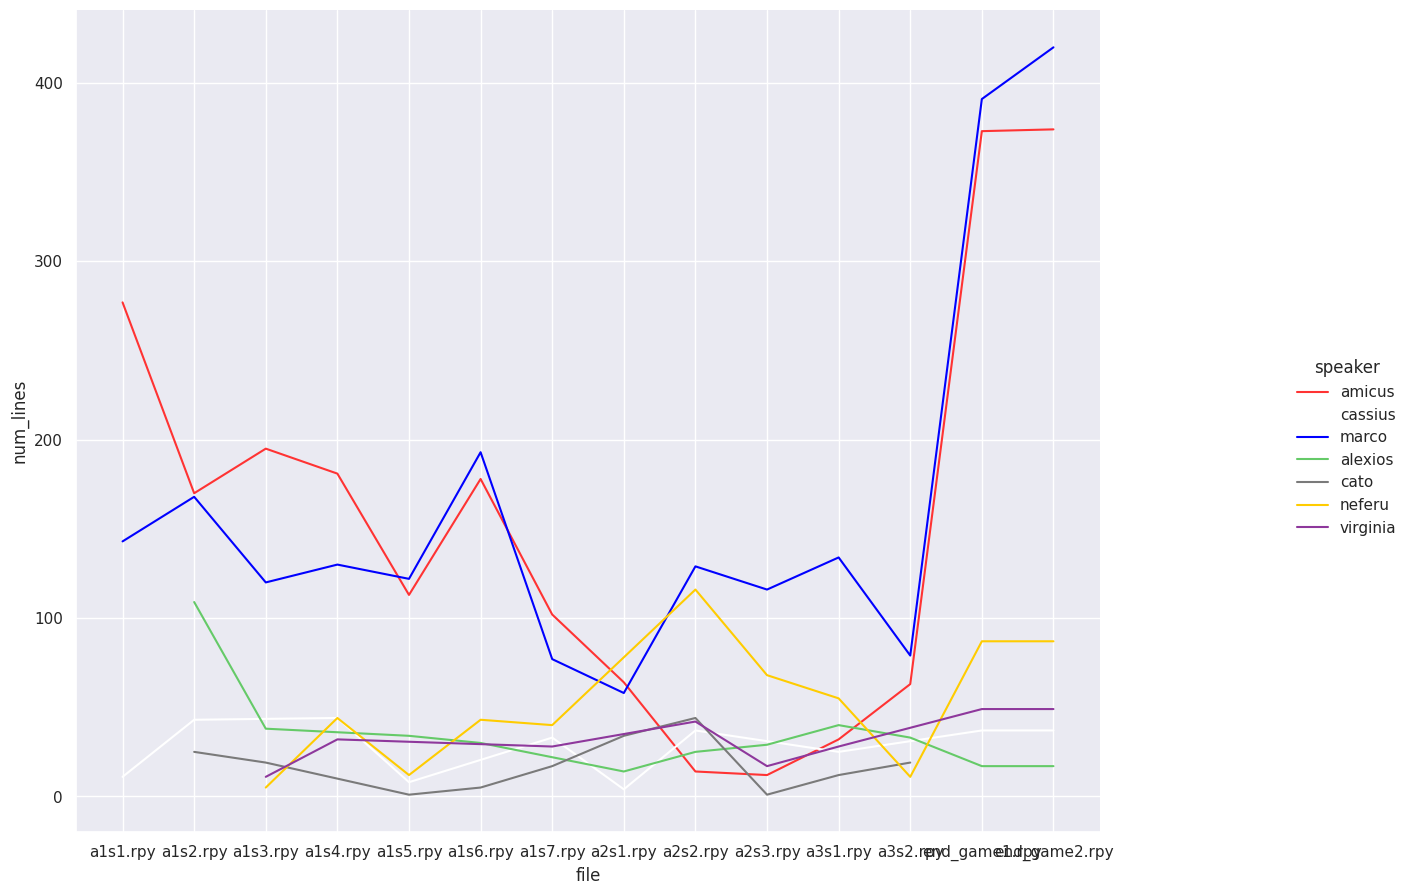 400
300
200
100
0
num_lines
a1s1.rpy a1s2.rpy a1s3.rpy a1s4.rpy a1s5.rpy a1s6.rpy a1s7.rpy a2s1.rpy a2s2.rpy a2s3.rpy a3s1.rpy a3s2.rpy end_game1.rpy end_game2.rpy
file
speaker
amicus
cassius
marco
alexios
cato
neferu
virginia